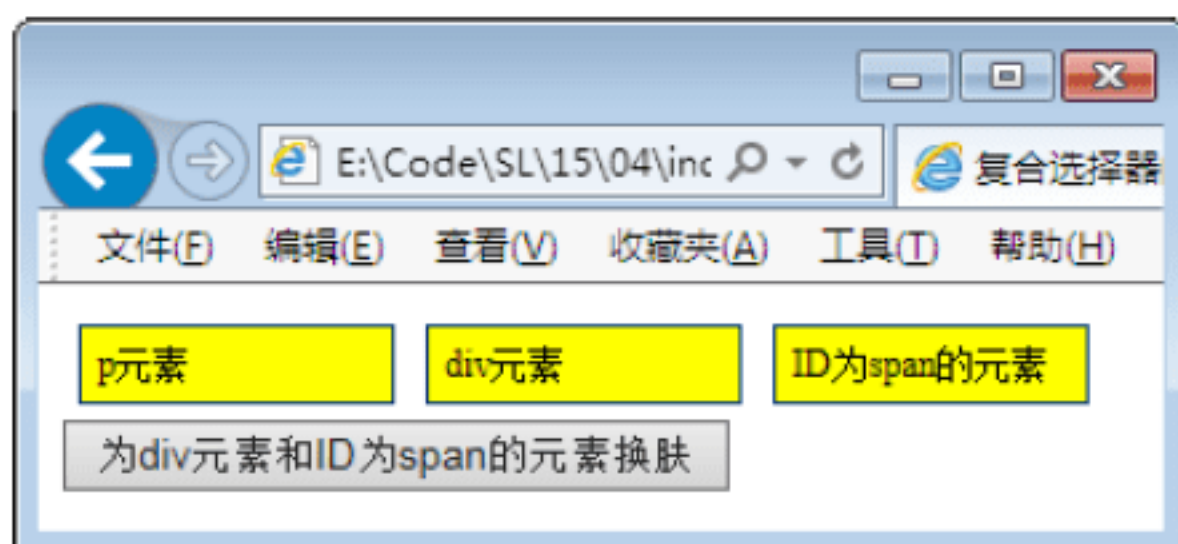 E:\Code\SL\15\04\inc
复合选择器
文件(F) 编辑(E) 查看(V) 收藏夹(A) 工具(T) 帮助(H)
p元素 div元素 ID为span的元素
为div元素和ID为span的元素换肤